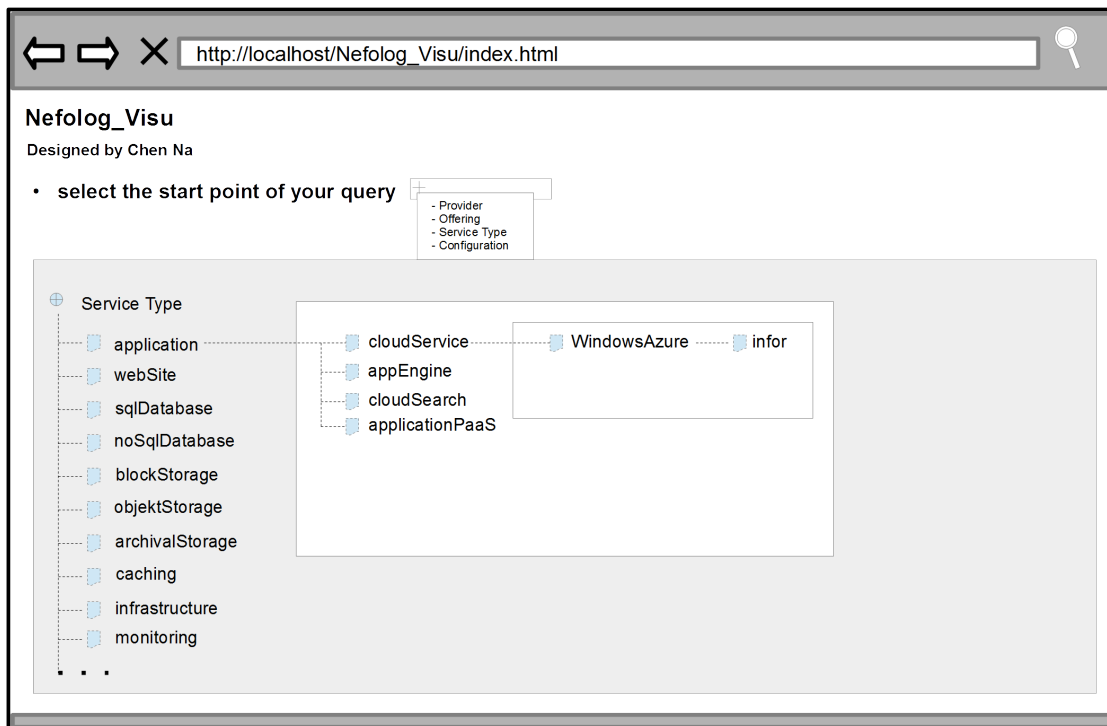 http://localhost/Nefolog_Visu/index.html
Nefolog_Visu
Designed by Chen Na
• select the start point of your query
- Provider
- Offering
- Service Type
- Configuration
Service Type
application cloudService WindowsAzure infor
webSite appEngine
sqlDatabase cloudSearch
noSqlDatabase applicationPaaS
blockStorage
objektStorage
archivalStorage
caching
infrastructure
monitoring
. . .